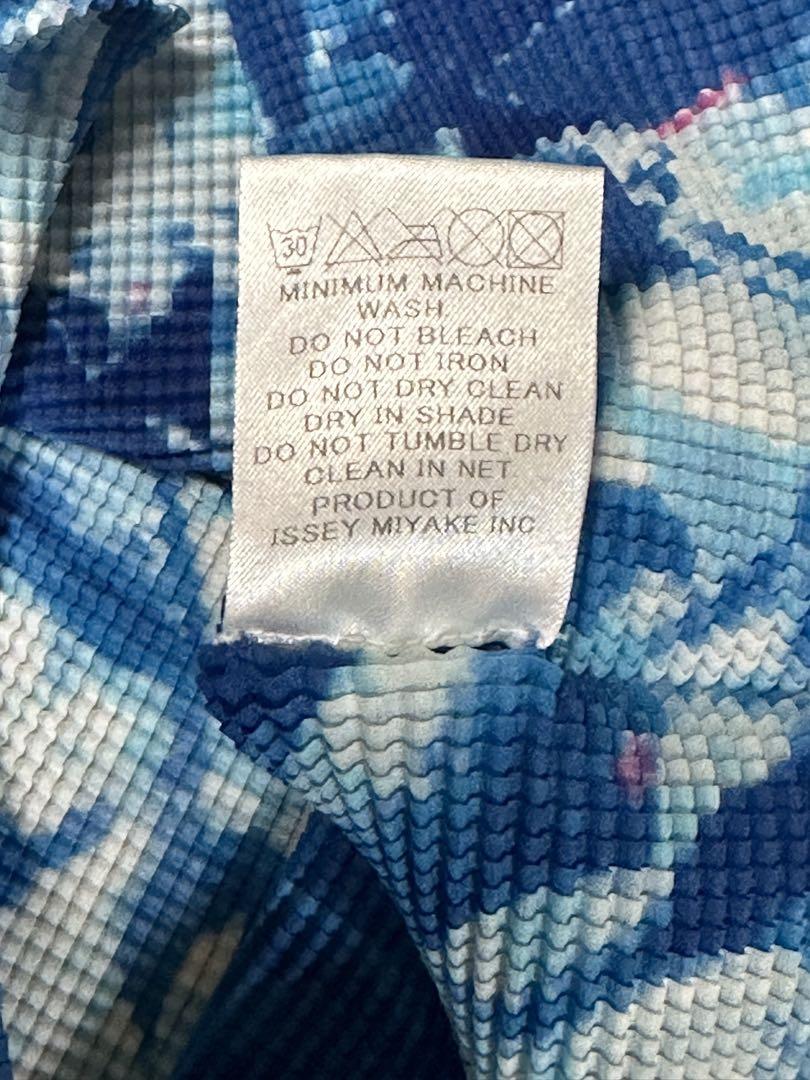 30
MINIMUM MACHINE
WASH
DO NOT BLEACH
DO NOT IRON
DO NOT DRY CLEAN
DRY IN SHADE
DO NOT TUMBLE DRY
CLEAN IN NET
PRODUCT OF
ISSEY MIYAKE INC